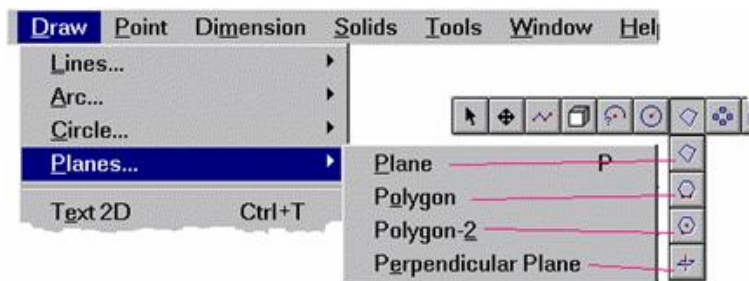 Draw Point Dimension Solids Tools Window Hel
Lines...
Arc...
Circle...
Planes...
Text 2D Ctrl+T
Plane P
Polygon
Polygon-2
Perpendicular Plane